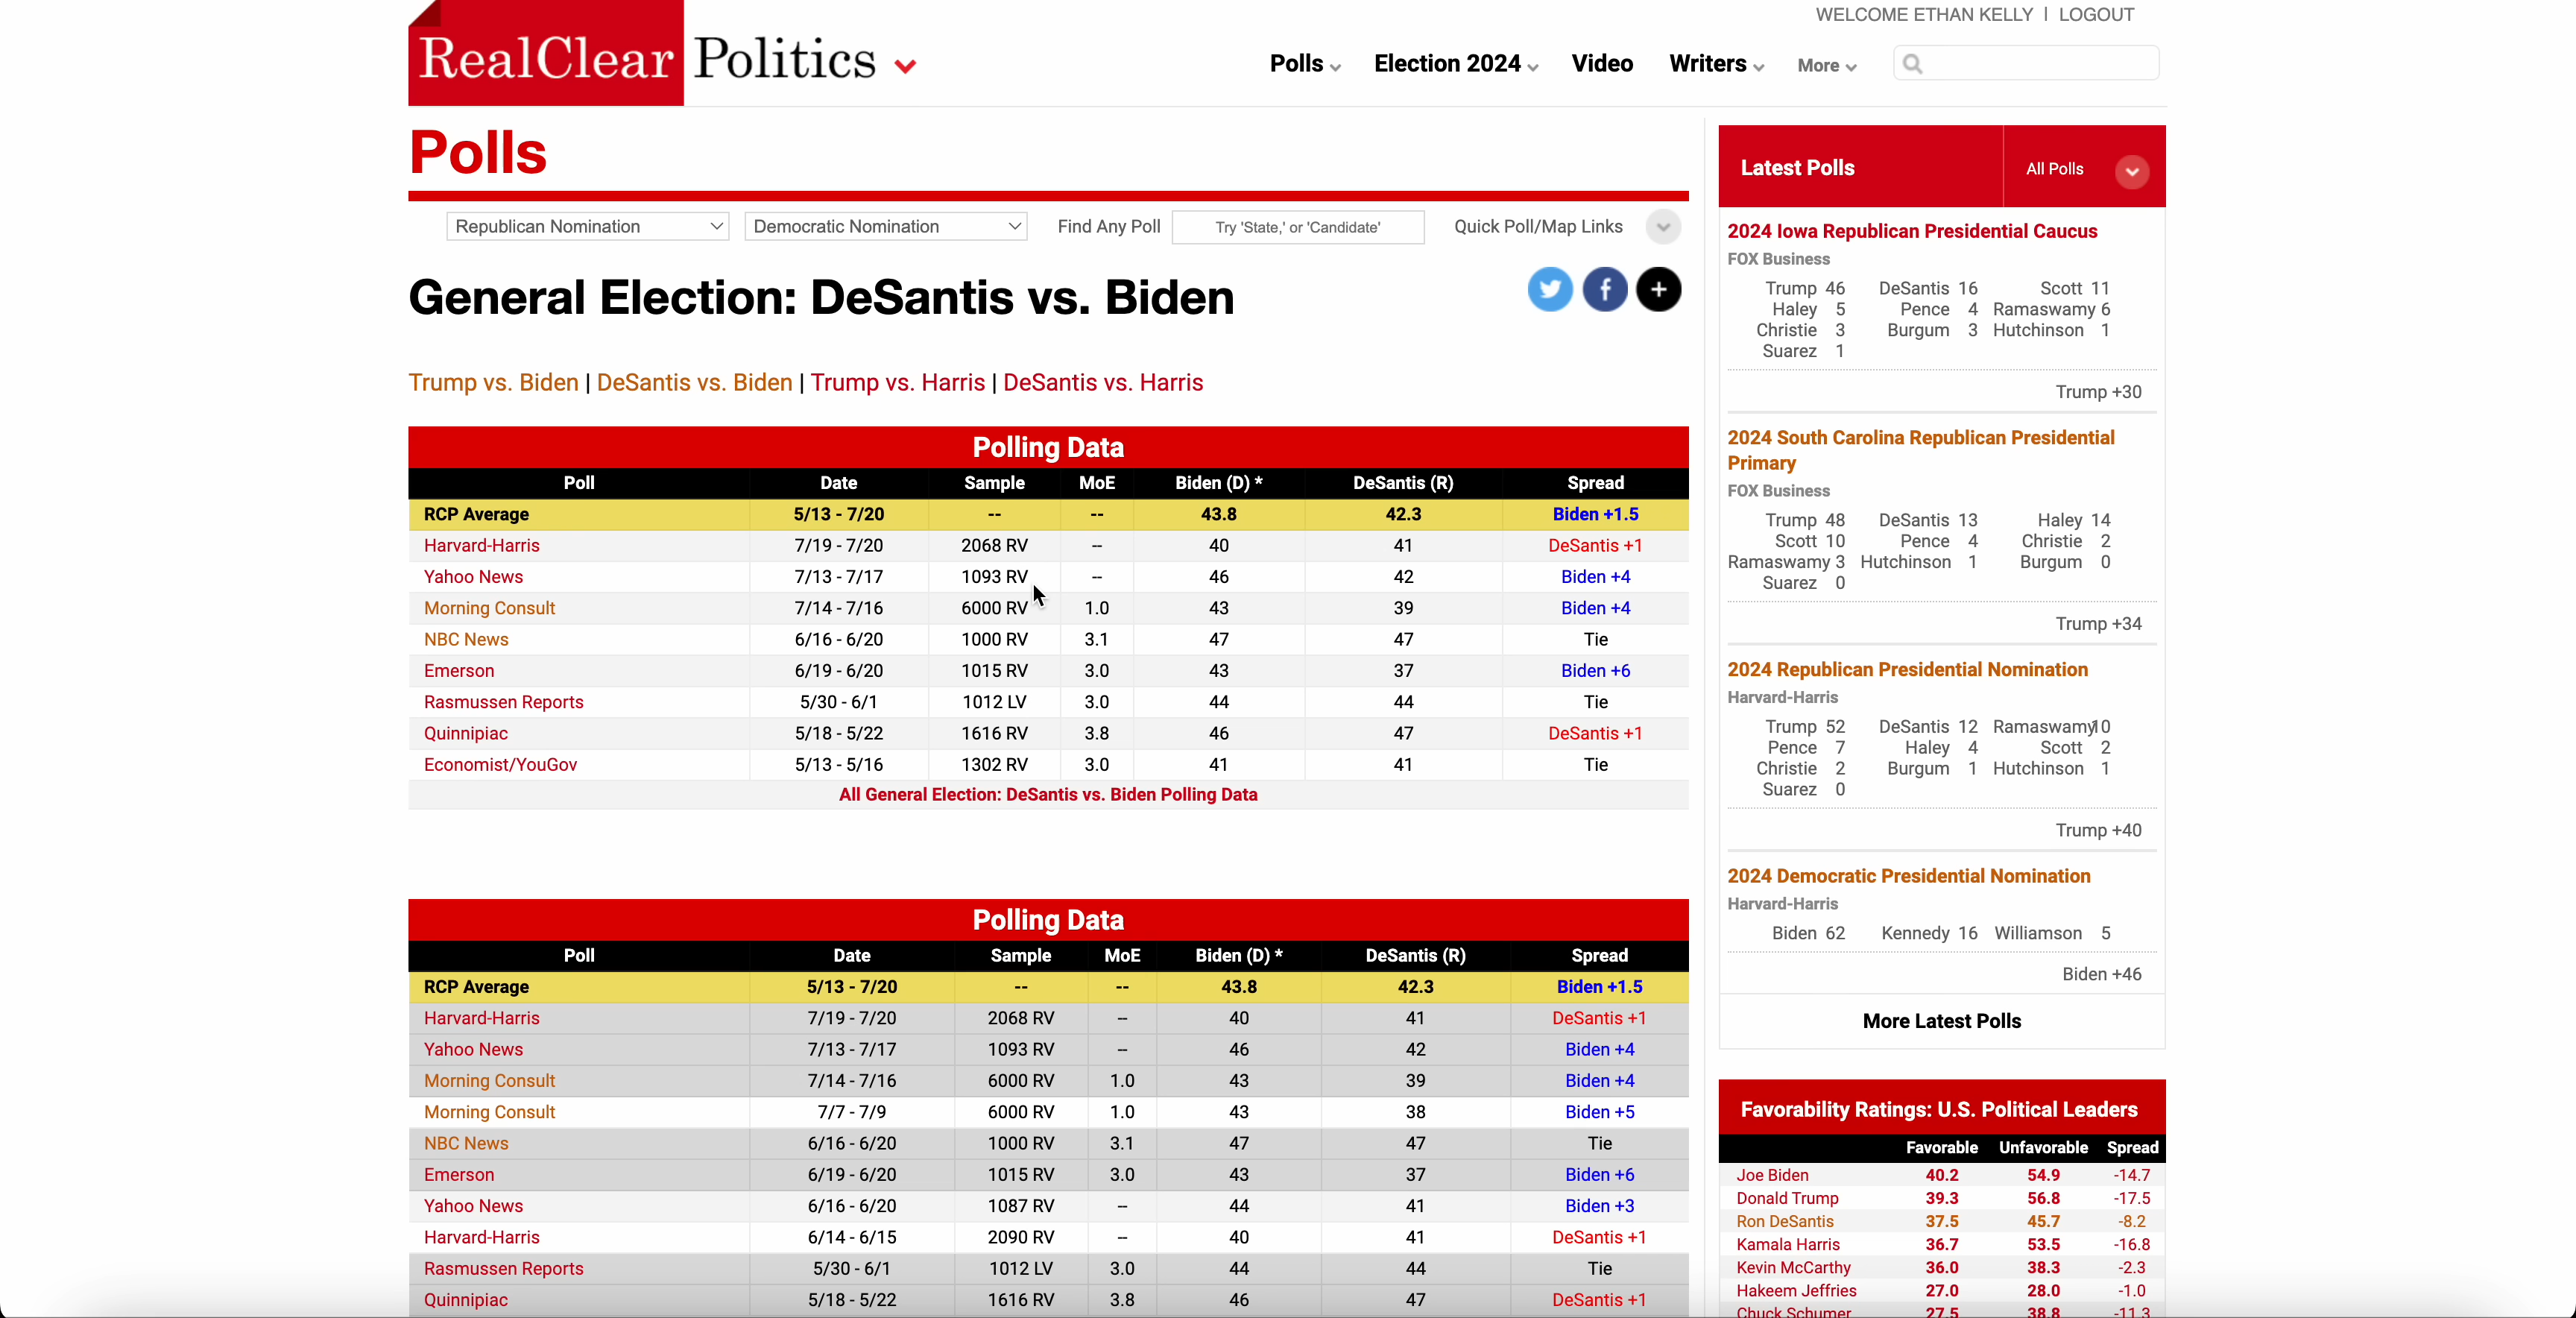 WELCOME ETHAN KELLY | LOGOUT
RealClear Politics
Polls Election 2024 Video Writers More
Polls
Republican Nomination Democratic Nomination Find Any Poll Try 'State,' or 'Candidate' Quick Poll/Map Links
General Election: DeSantis vs. Biden
Trump vs. Biden | DeSantis vs. Biden | Trump vs. Harris | DeSantis vs. Harris
Polling Data
Poll Date Sample MoE Biden (D) * DeSantis (R) Spread
RCP Average 5/13 - 7/20 -- -- 43.8 42.3 Biden +1.5
Harvard-Harris 7/19 - 7/20 2068 RV -- 40 41 DeSantis +1
Yahoo News 7/13 - 7/17 1093 RV -- 46 42 Biden +4
Morning Consult 7/14 - 7/16 6000 RV 1.0 43 39 Biden +4
NBC News 6/16 - 6/20 1000 RV 3.1 47 47 Tie
Emerson 6/19 - 6/20 1015 RV 3.0 43 37 Biden +6
Rasmussen Reports 5/30 - 6/1 1012 LV 3.0 44 44 Tie
Quinnipiac 5/18 - 5/22 1616 RV 3.8 46 47 DeSantis +1
Economist/YouGov 5/13 - 5/16 1302 RV 3.0 41 41 Tie
All General Election: DeSantis vs. Biden Polling Data
Polling Data
Poll Date Sample MoE Biden (D) * DeSantis (R) Spread
RCP Average 5/13 - 7/20 -- -- 43.8 42.3 Biden +1.5
Harvard-Harris 7/19 - 7/20 2068 RV -- 40 41 DeSantis +1
Yahoo News 7/13 - 7/17 1093 RV -- 46 42 Biden +4
Morning Consult 7/14 - 7/16 6000 RV 1.0 43 39 Biden +4
Morning Consult 7/7 - 7/9 6000 RV 1.0 43 38 Biden +5
NBC News 6/16 - 6/20 1000 RV 3.1 47 47 Tie
Emerson 6/19 - 6/20 1015 RV 3.0 43 37 Biden +6
Yahoo News 6/16 - 6/20 1087 RV -- 44 41 Biden +3
Harvard-Harris 6/14 - 6/15 2090 RV -- 40 41 DeSantis +1
Rasmussen Reports 5/30 - 6/1 1012 LV 3.0 44 44 Tie
Quinnipiac 5/18 - 5/22 1616 RV 3.8 46 47 DeSantis +1
Latest Polls All Polls
2024 Iowa Republican Presidential Caucus
FOX Business
Trump 46 DeSantis 16 Scott 11
Haley 5 Pence 4 Ramaswamy 6
Christie 3 Burgum 3 Hutchinson 1
Suarez 1
Trump +30
2024 South Carolina Republican Presidential
Primary
FOX Business
Trump 48 DeSantis 13 Haley 14
Scott 10 Pence 4 Christie 2
Ramaswamy 3 Hutchinson 1 Burgum 0
Suarez 0
Trump +34
2024 Republican Presidential Nomination
Harvard-Harris
Trump 52 DeSantis 12 Ramaswamy 10
Pence 7 Haley 4 Scott 2
Christie 2 Burgum 1 Hutchinson 1
Suarez 0
Trump +40
2024 Democratic Presidential Nomination
Harvard-Harris
Biden 62 Kennedy 16 Williamson 5
Biden +46
More Latest Polls
Favorability Ratings: U.S. Political Leaders
Favorable Unfavorable Spread
Joe Biden 40.2 54.9 -14.7
Donald Trump 39.3 56.8 -17.5
Ron DeSantis 37.5 45.7 -8.2
Kamala Harris 36.7 53.5 -16.8
Kevin McCarthy 36.0 38.3 -2.3
Hakeem Jeffries 27.0 28.0 -1.0
Chuck Schumer 27.5 38.8 -11.3